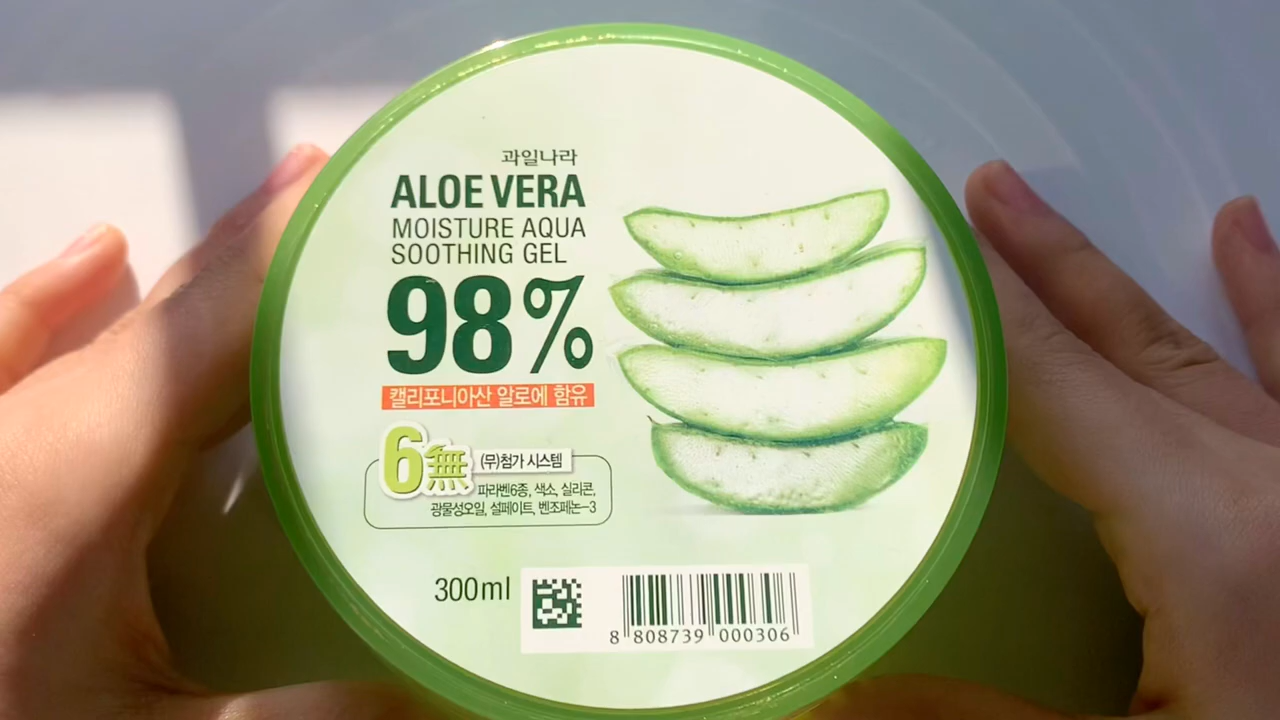 과일나라
ALOE VERA
MOISTURE AQUA
SOOTHING GEL
98%
캘리포니아산 알로에 함유
6無 (무)첨가 시스템
파라벤6종, 색소, 실리콘,
광물성오일, 설페이트, 벤조페논-3
300ml
8 808739 000306